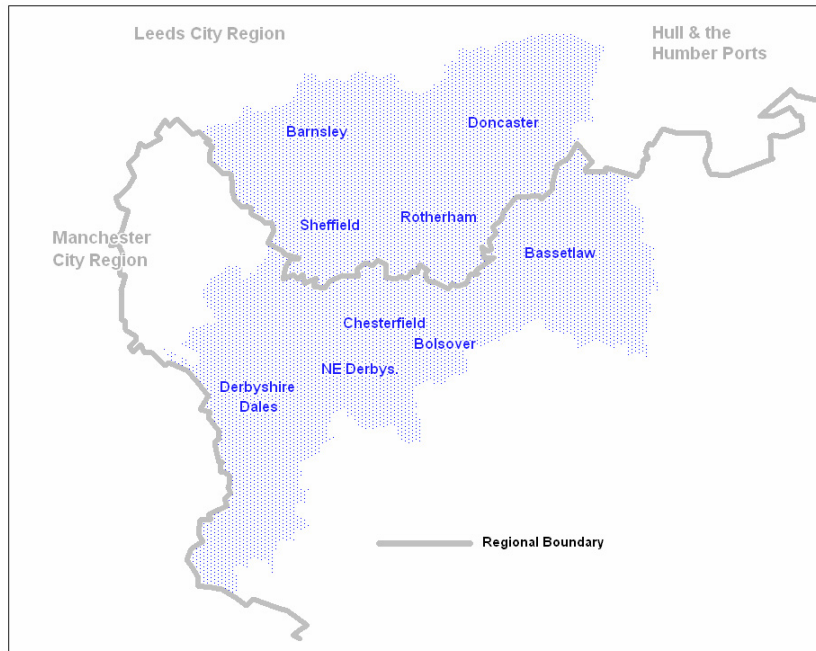 Leeds City Region
Hull & the
Humber Ports
Barnsley
Doncaster
Sheffield
Rotherham
Manchester
City Region
Bassetlaw
Chesterfield
Bolsover
NE Derbys.
Derbyshire
Dales
Regional Boundary